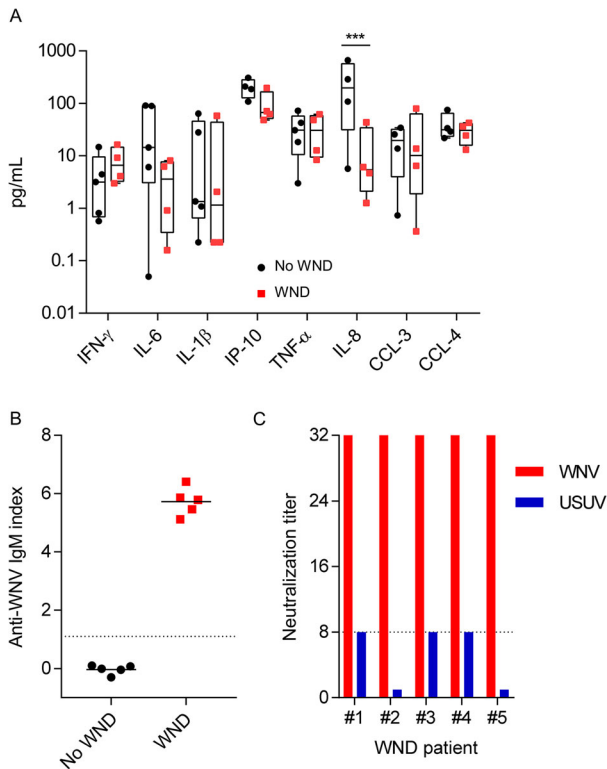 A
***
1000
100
10
1
0.1
0.01
pg/mL
No WND
WND
IFN-γ
IL-6
IL-1β
IP-10
TNF-α
IL-8
CCL-3
CCL-4
B
8
6
4
2
0
Anti-WNV IgM index
No WND
WND
C
32
24
16
8
0
Neutralization titer
WNV
USUV
#1 #2 #3 #4 #5
WND patient